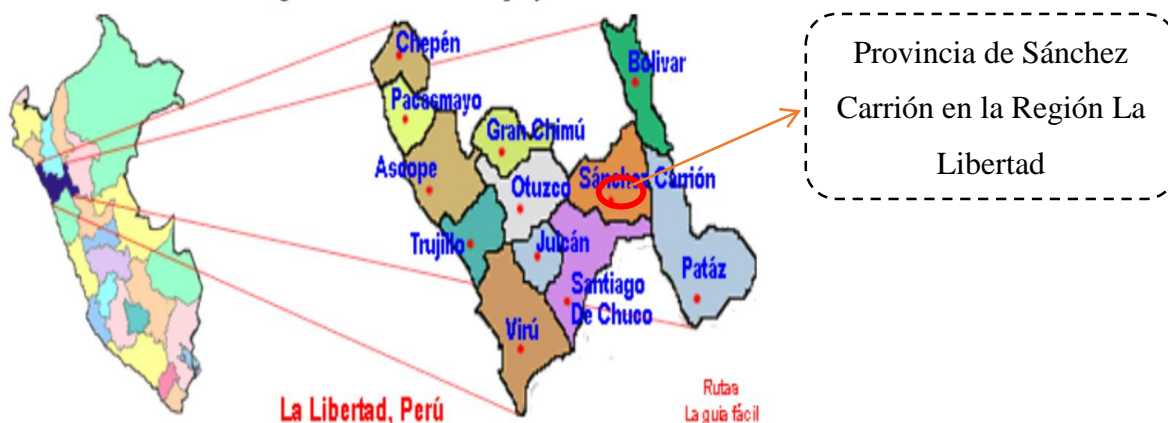 Chepén
Bolivar
Pacasmayo
Gran Chimú
Ascope
Otuzco
Sánchez Carrión
Trujillo
Julcán
Patáz
Santiago
De Chuco
Virú
La Libertad, Perú
Rutas
La guia fácil
Provincia de Sánchez
Carrión en la Región La
Libertad